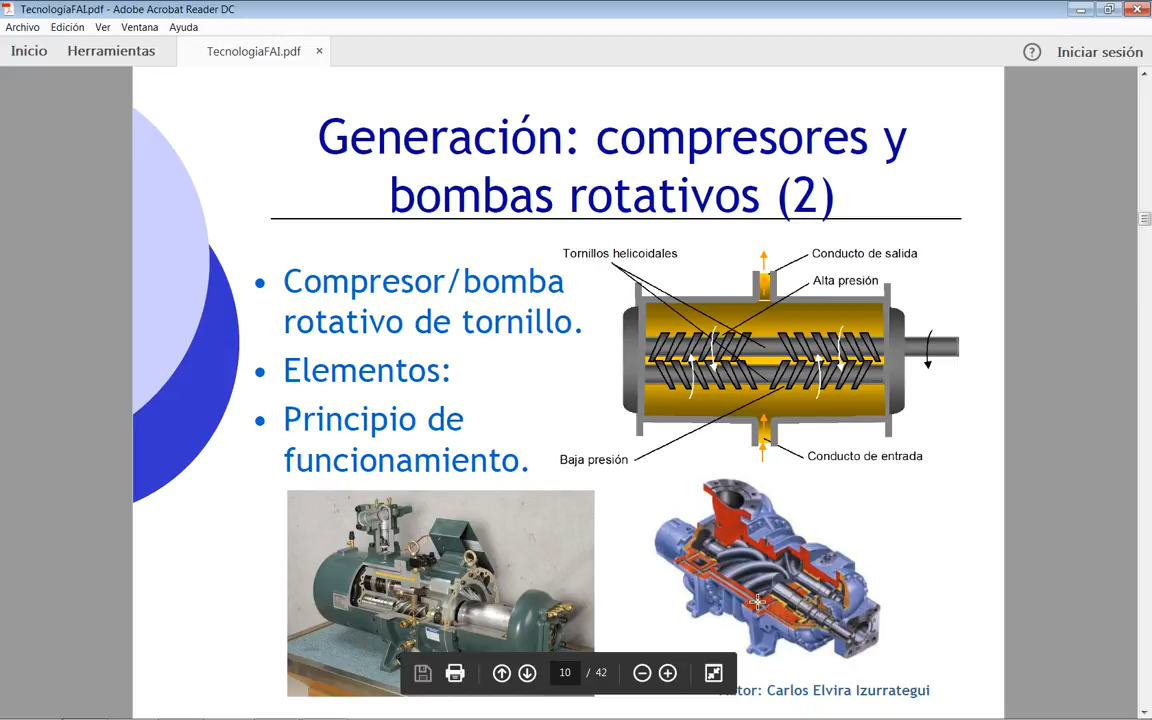 TecnologiaFAI.pdf - Adobe Acrobat Reader DC
Archivo Edición Ver Ventana Ayuda
Inicio Herramientas TecnologiaFAI.pdf × ? Iniciar sesión
Generación: compresores y
bombas rotativos (2)
• Compresor/bomba
rotativo de tornillo.
• Elementos:
• Principio de
funcionamiento.
Tornillos helicoidales
Conducto de salida
Alta presión
Baja presión
Conducto de entrada
10 / 42
Carlos Elvira Izurrategui